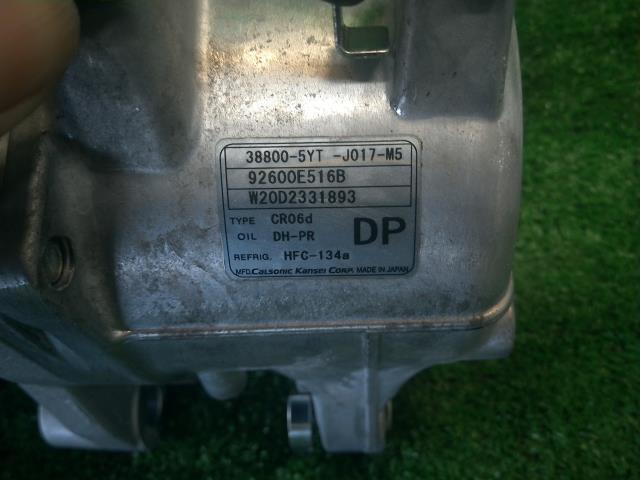 38800-5YT -J017-M5
92600E516B
W20D2331893
TYPE CR06d
OIL DH-PR DP
REFRIG. HFC-134a
MFD. CALSONIC KANSEI CORP. MADE IN JAPAN